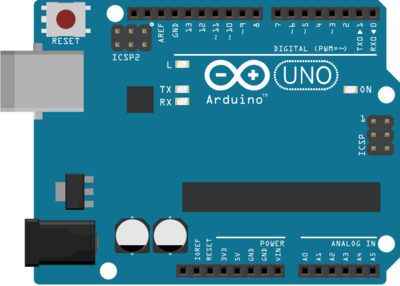 RESET
ICSP2
AREF
GND
13
12
~11
~10
~9
8
7
~6
~5
4
~3
2
TXO▶1
RXO◀0
DIGITAL (PWM=~)
L
TX
RX
UNO
Arduino™
ON
1
ICSP
IOREF
RESET
3V3
5V
GND
GND
VIN
POWER
A0
A1
A2
A3
A4
A5
ANALOG IN